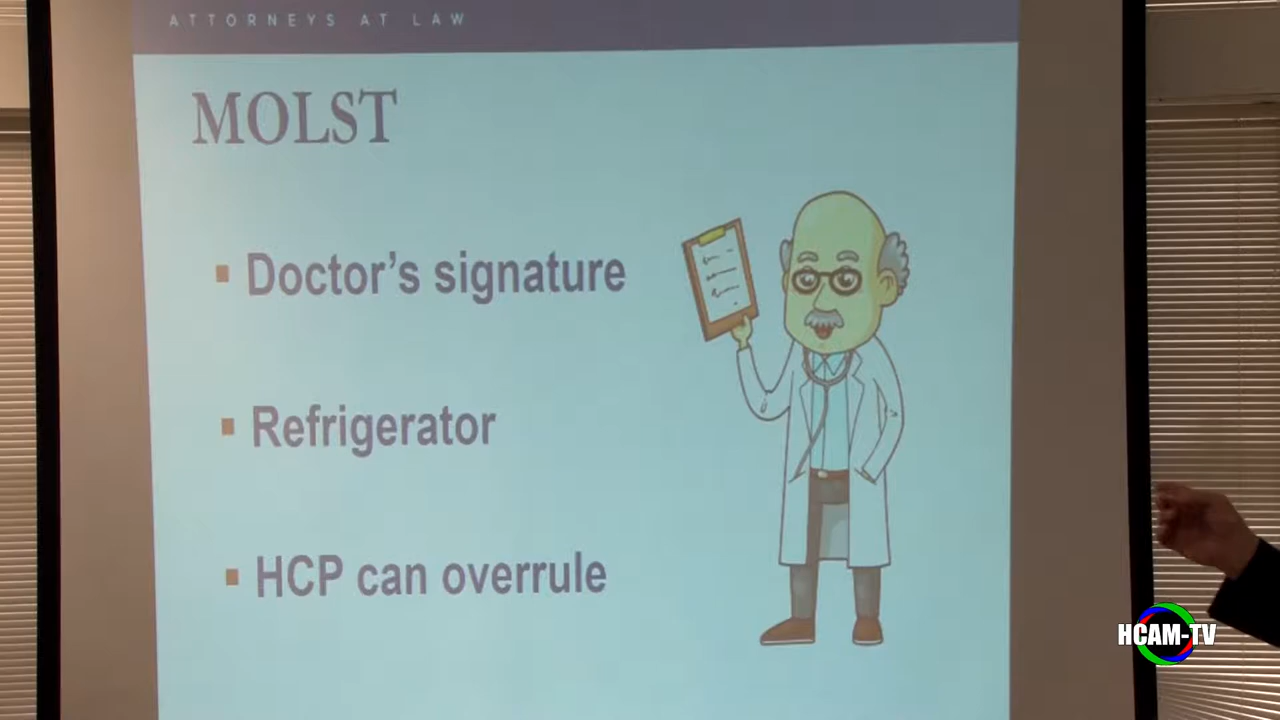 ATTORNEYS AT LAW
MOLST
Doctor's signature
Refrigerator
HCP can overrule
HCAM-TV